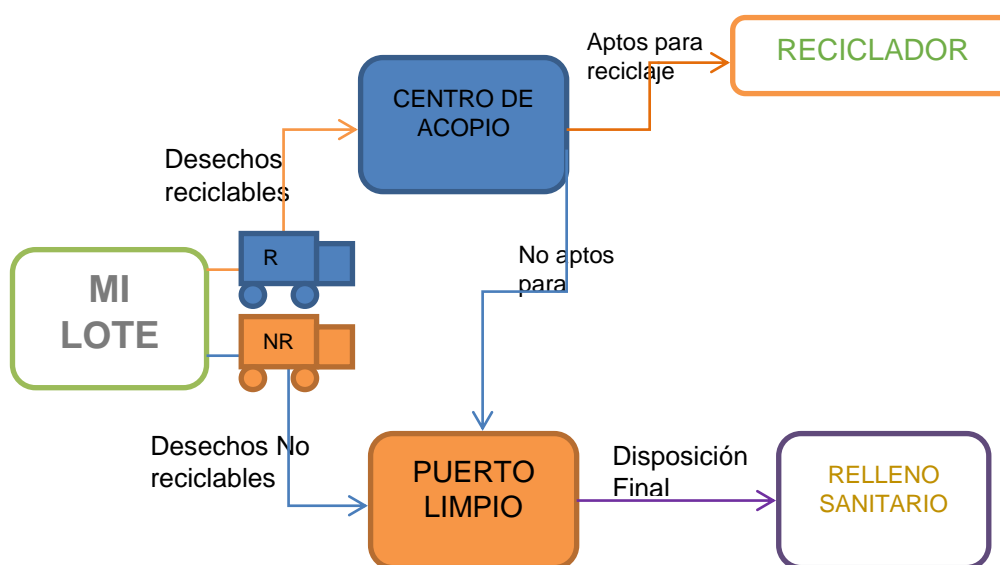 Aptos para
reciclaje
RECICLADOR
CENTRO DE
ACOPIO
Desechos
reciclables
R
No aptos
para
MI
LOTE
NR
Desechos No
reciclables
PUERTO
LIMPIO
Disposición
Final
RELLENO
SANITARIO